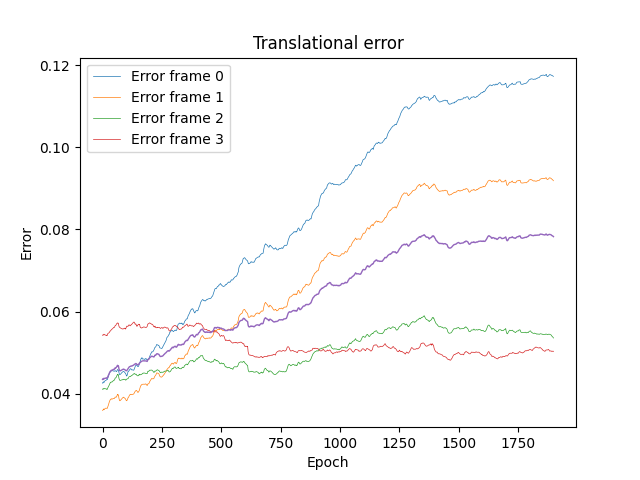 Translational error
Error frame 0
Error frame 1
Error frame 2
Error frame 3
0.12
0.10
0.08
0.06
0.04
Error
0
250
500
750
1000
1250
1500
1750
Epoch